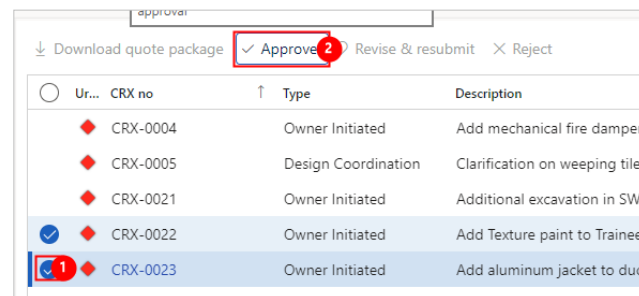 approval
Download quote package Approve 2 Revise & resubmit Reject
Ur... CRX no Type Description
CRX-0004 Owner Initiated Add mechanical fire damper
CRX-0005 Design Coordination Clarification on weeping tile
CRX-0021 Owner Initiated Additional excavation in SW
CRX-0022 Owner Initiated Add Texture paint to Trainee
1 CRX-0023 Owner Initiated Add aluminum jacket to du